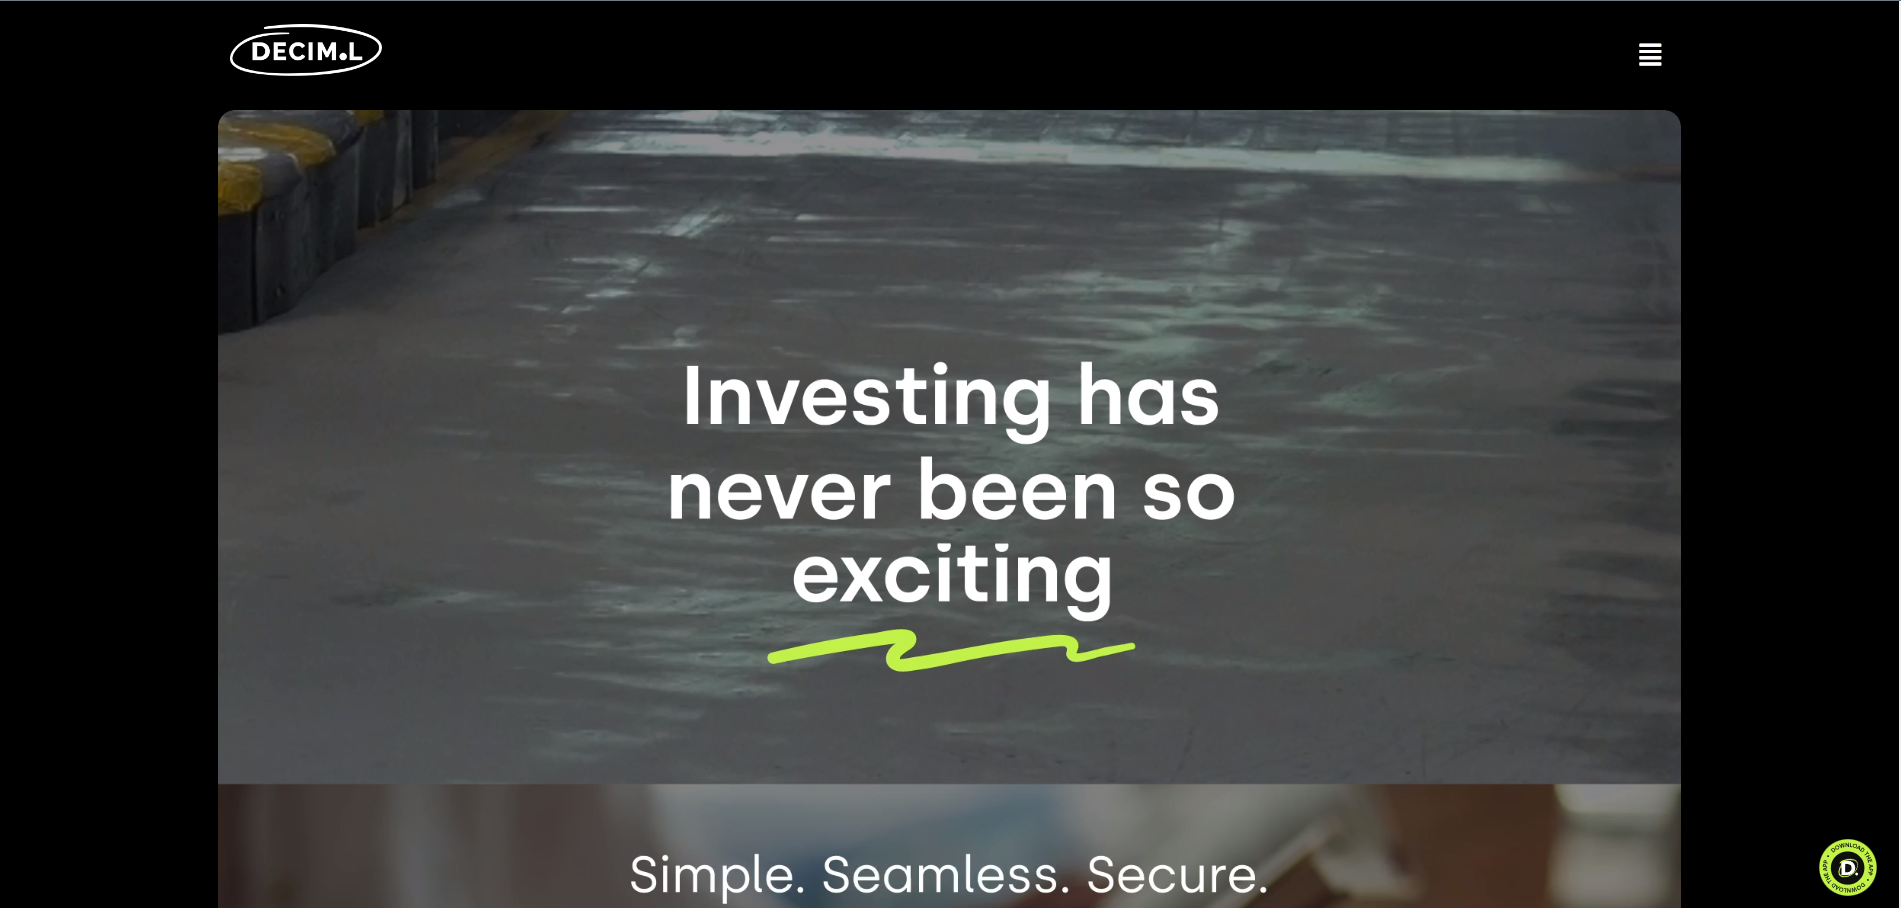 DECIM.L
Investing has
never been so
exciting
Simple. Seamless. Secure.
DOWNLOAD THE APP • DOWNLOAD THE APP •
D.